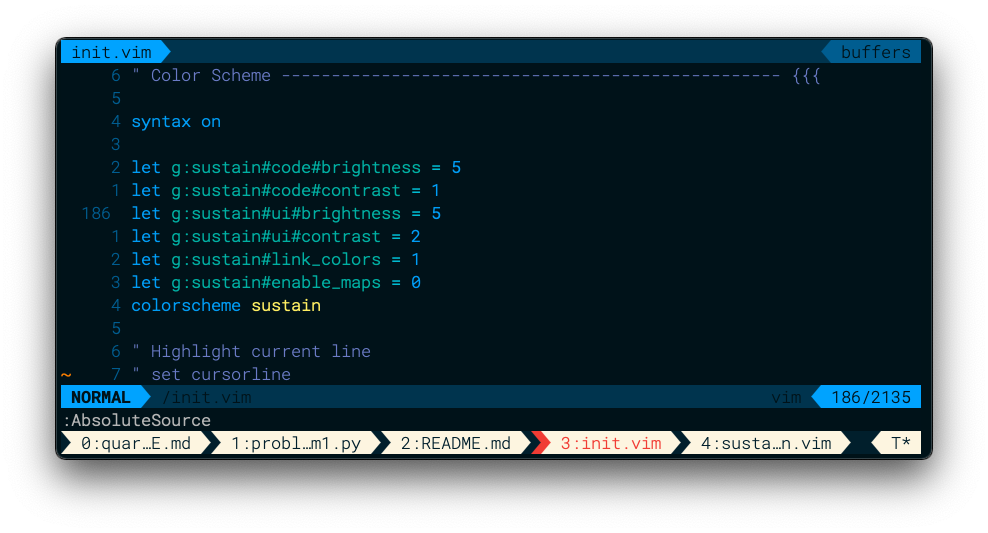 init.vim buffers
6 " Color Scheme -------------------------------------------------- {{{
5
4 syntax on
3
2 let g:sustain#code#brightness = 5
1 let g:sustain#code#contrast = 1
186 let g:sustain#ui#brightness = 5
1 let g:sustain#ui#contrast = 2
2 let g:sustain#link_colors = 1
3 let g:sustain#enable_maps = 0
4 colorscheme sustain
5
6 " Highlight current line
~ 7 " set cursorline
NORMAL /init.vim vim 186/2135
:AbsoluteSource
0:quar…E.md 1:probl…m1.py 2:README.md 3:init.vim 4:susta…n.vim T*